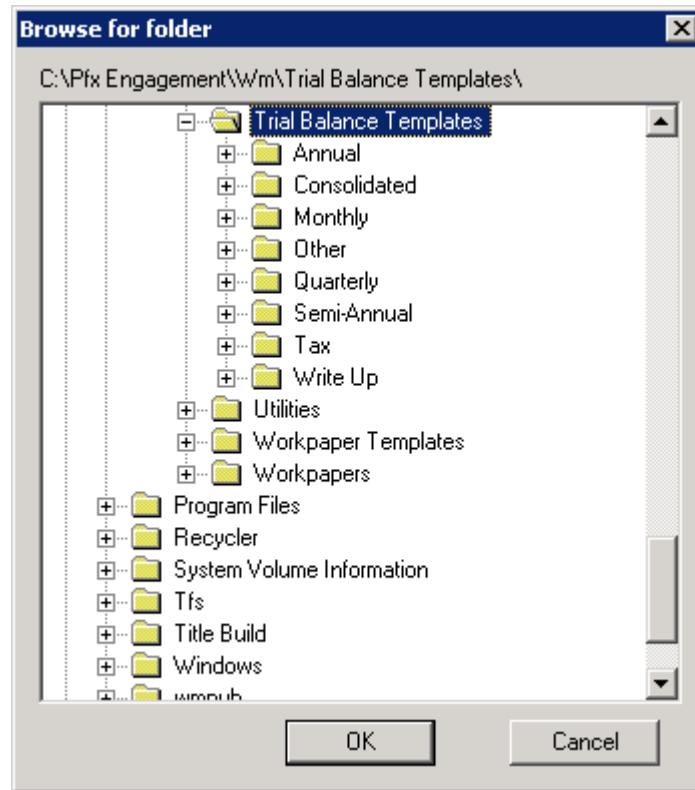 Browse for folder
C:\Pfx Engagement\Wm\Trial Balance Templates\
Trial Balance Templates
Annual
Consolidated
Monthly
Other
Quarterly
Semi-Annual
Tax
Write Up
Utilities
Workpaper Templates
Workpapers
Program Files
Recycler
System Volume Information
Tfs
Title Build
Windows
OK Cancel